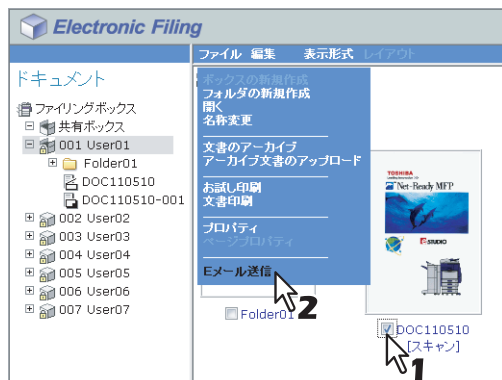 Electronic Filing
ファイル 編集 表示形式 レイアウト
ドキュメント
ファイリングボックス
共有ボックス
001 User01
Folder01
DOC110510
DOC110510-001
002 User02
003 User03
004 User04
005 User05
006 User06
007 User07
ボックスの新規作成
フォルダの新規作成
開く
名称変更
文書のアーカイブ
アーカイブ文書のアップロード
お試し印刷
文書印刷
プロパティ
ページプロパティ
Eメール送信
2
Folder01
TOSHIBA
Net-Ready MFP
e-STUDIO
DOC110510
[スキャン]
1